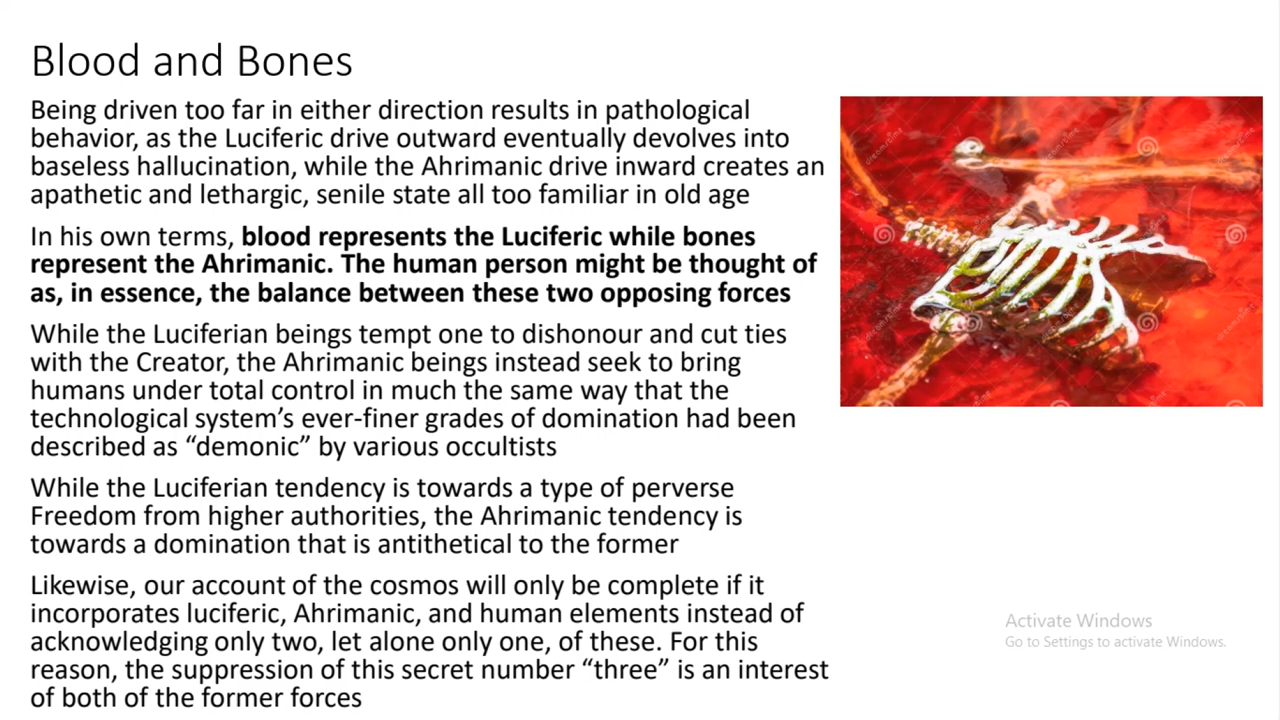 Blood and Bones
Being driven too far in either direction results in pathological
behavior, as the Luciferic drive outward eventually devolves into
baseless hallucination, while the Ahrimanic drive inward creates an
apathetic and lethargic, senile state all too familiar in old age
In his own terms, blood represents the Luciferic while bones
represent the Ahrimanic. The human person might be thought of
as, in essence, the balance between these two opposing forces
While the Luciferian beings tempt one to dishonour and cut ties
with the Creator, the Ahrimanic beings instead seek to bring
humans under total control in much the same way that the
technological system’s ever-finer grades of domination had been
described as “demonic” by various occultists
While the Luciferian tendency is towards a type of perverse
Freedom from higher authorities, the Ahrimanic tendency is
towards a domination that is antithetical to the former
Likewise, our account of the cosmos will only be complete if it
incorporates luciferic, Ahrimanic, and human elements instead of
acknowledging only two, let alone only one, of these. For this
reason, the suppression of this secret number “three” is an interest
of both of the former forces
dreamstime
dreamstime
dreamstime
dreamstime
Activate Windows
Go to Settings to activate Windows.